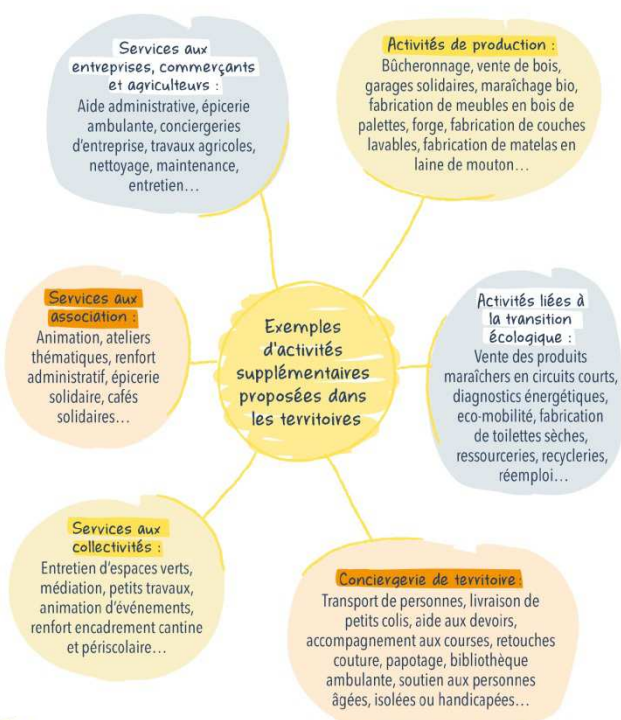 Services aux
entreprises, commerçants
et agriculteurs :
Aide administrative, épicerie
ambulante, conciergeries
d'entreprise, travaux agricoles,
nettoyage, maintenance,
entretien…
Activités de production :
Bûcheronnage, vente de bois,
garages solidaires, maraîchage bio,
fabrication de meubles en bois de
palettes, forge, fabrication de couches
lavables, fabrication de matelas en
laine de mouton…
Services aux
association :
Animation, ateliers
thématiques, renfort
administratif, épicerie
solidaire, cafés
solidaires…
Exemples
d'activités
supplémentaires
proposées dans
les territoires
Activités liées à
la transition
écologique :
Vente des produits
maraîchers en circuits courts,
diagnostics énergétiques,
eco-mobilité, fabrication
de toilettes sèches,
ressourceries, recycleries,
réemploi…
Services aux
collectivités :
Entretien d'espaces verts,
médiation, petits travaux,
animation d'événements,
renfort encadrement cantine
et périscolaire…
Conciergerie de territoire :
Transport de personnes, livraison de
petits colis, aide aux devoirs,
accompagnement aux courses, retouches
couture, papotage, bibliothèque
ambulante, soutien aux personnes
âgées, isolées ou handicapées…